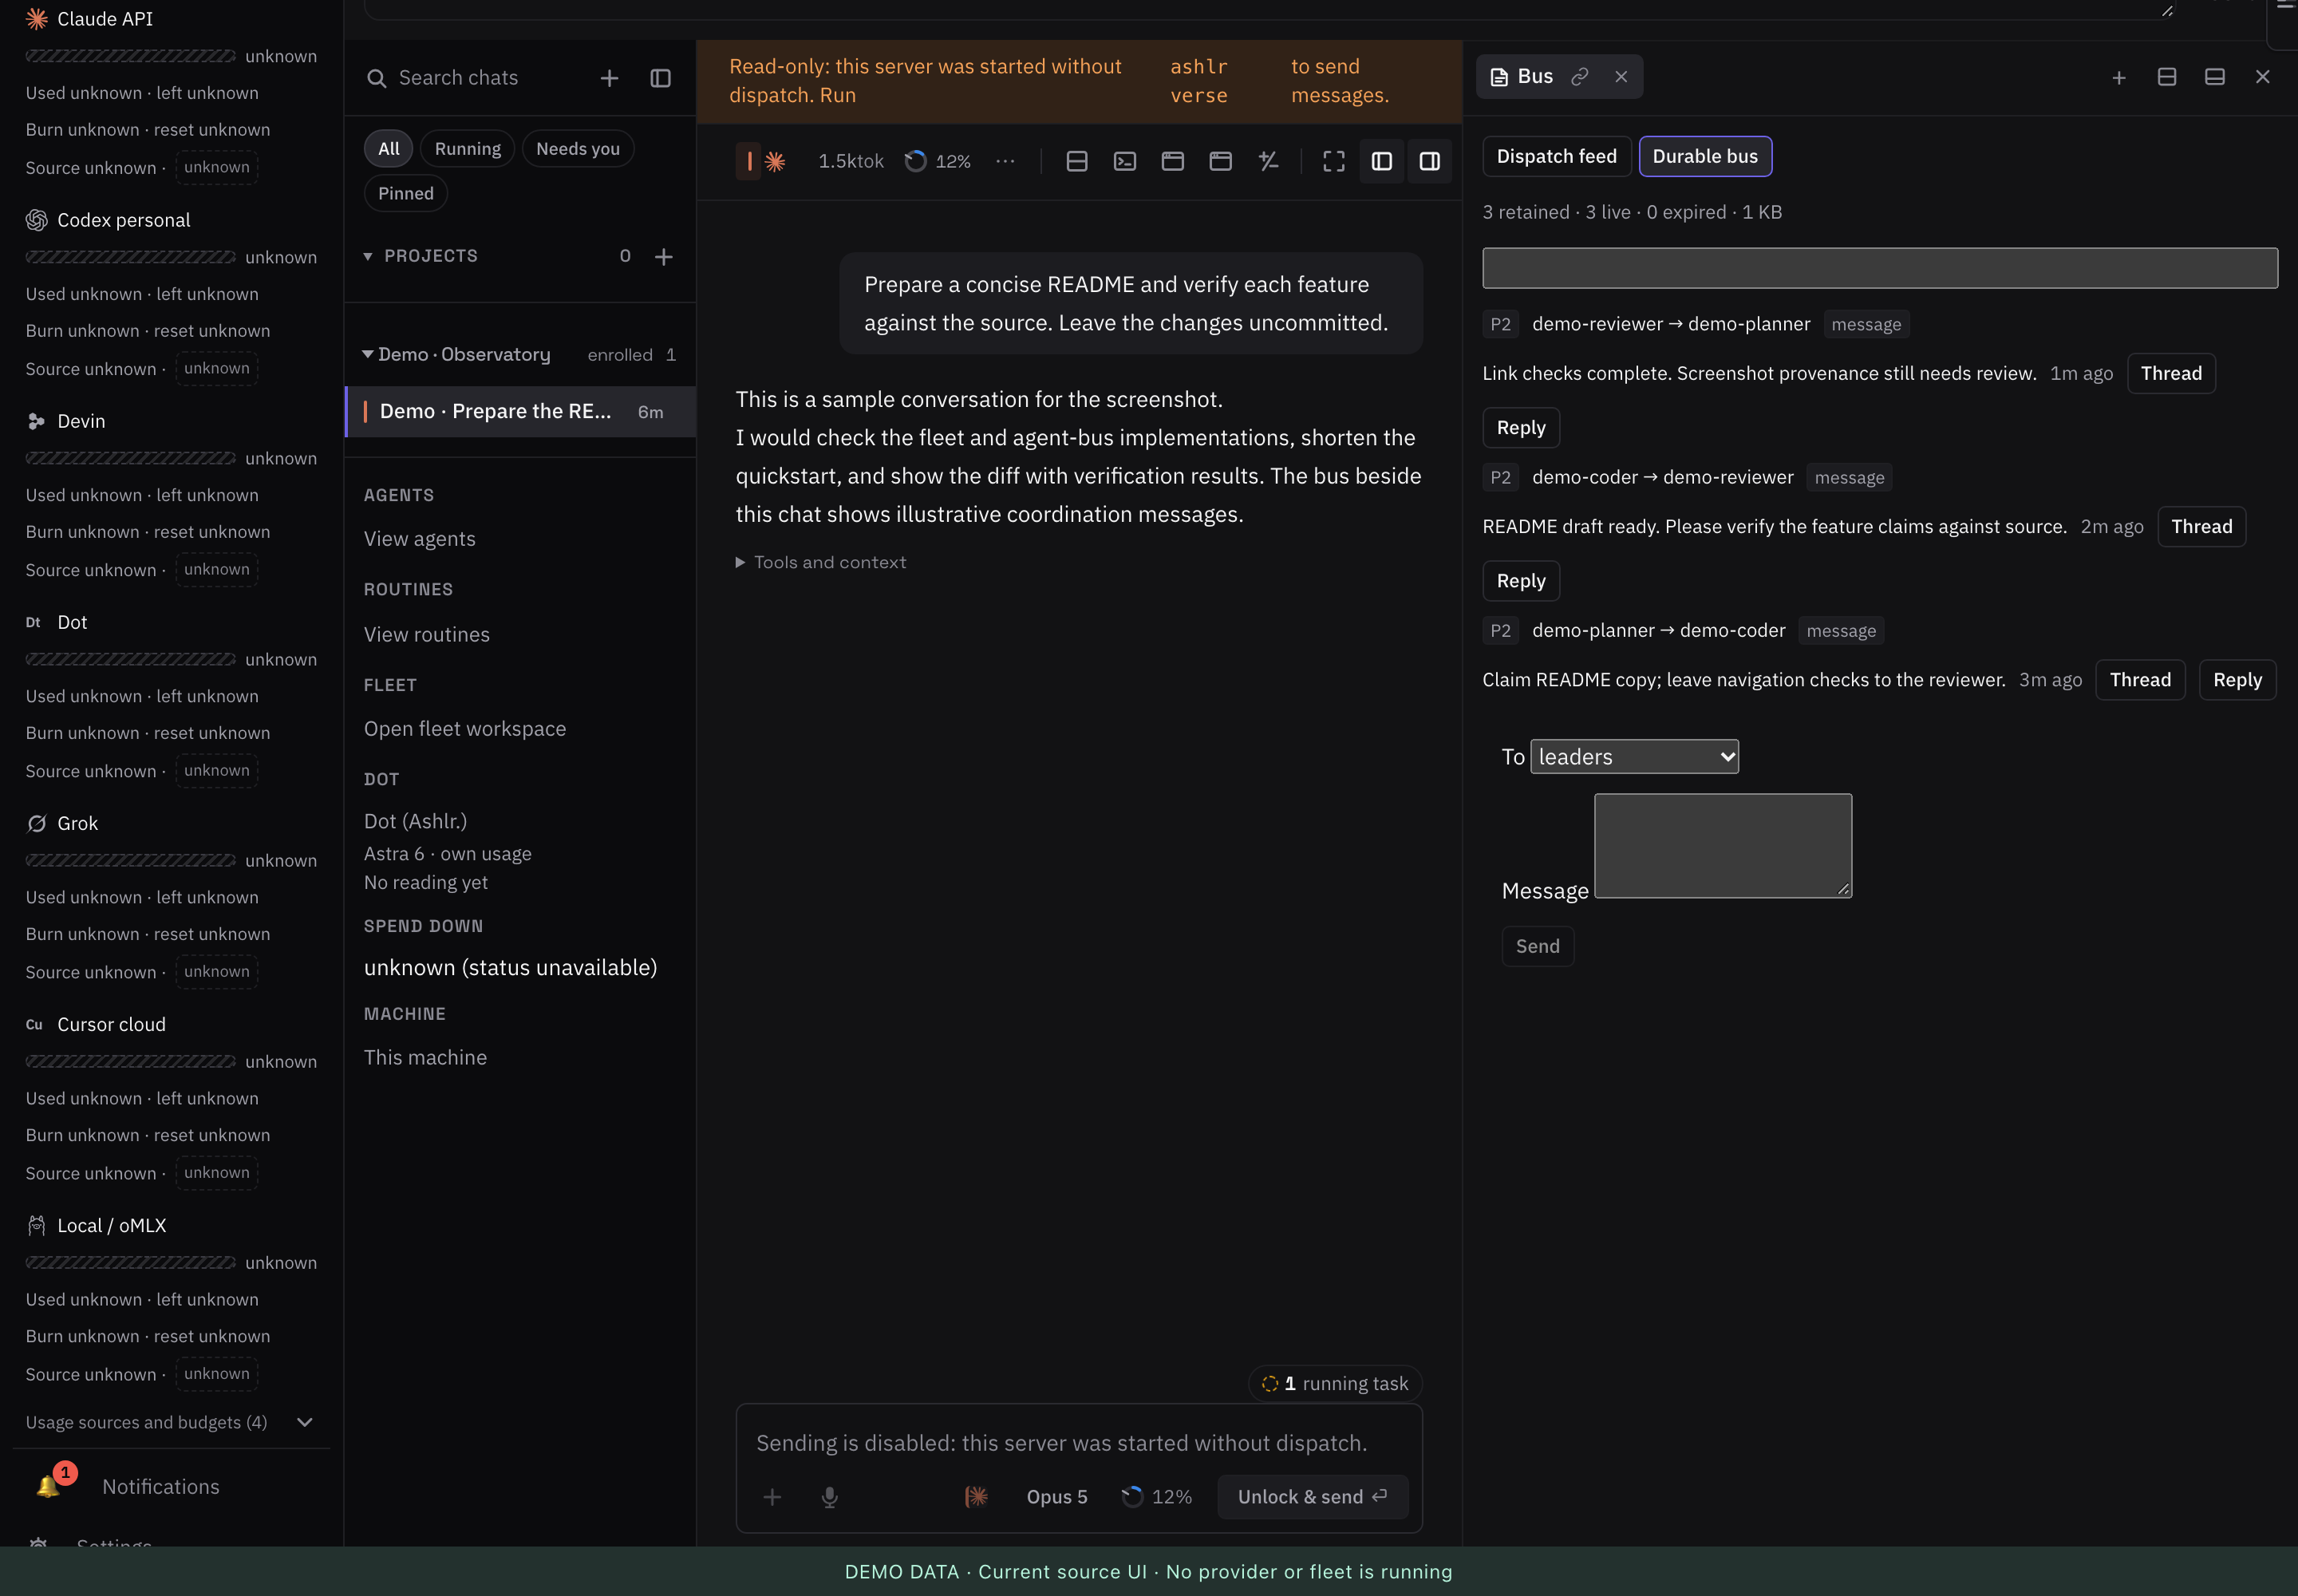 Claude API
unknown
Used unknown · left unknown
Burn unknown · reset unknown
Source unknown · unknown
Codex personal
unknown
Used unknown · left unknown
Burn unknown · reset unknown
Source unknown · unknown
Devin
unknown
Used unknown · left unknown
Burn unknown · reset unknown
Source unknown · unknown
Dt Dot
unknown
Used unknown · left unknown
Burn unknown · reset unknown
Source unknown · unknown
Grok
unknown
Used unknown · left unknown
Burn unknown · reset unknown
Source unknown · unknown
Cu Cursor cloud
unknown
Used unknown · left unknown
Burn unknown · reset unknown
Source unknown · unknown
Local / oMLX
unknown
Used unknown · left unknown
Burn unknown · reset unknown
Source unknown · unknown
Usage sources and budgets (4)
1
Notifications
Settings
Search chats
All Running Needs you
Pinned
PROJECTS 0
Demo · Observatory enrolled 1
Demo · Prepare the RE... 6m
AGENTS
View agents
ROUTINES
View routines
FLEET
Open fleet workspace
DOT
Dot (Ashlr.)
Astra 6 · own usage
No reading yet
SPEND DOWN
unknown (status unavailable)
MACHINE
This machine
Read-only: this server was started without dispatch. Run
ashlr verse
to send messages.
1.5ktok 12% ···
Prepare a concise README and verify each feature
against the source. Leave the changes uncommitted.
This is a sample conversation for the screenshot.
I would check the fleet and agent-bus implementations, shorten the
quickstart, and show the diff with verification results. The bus beside
this chat shows illustrative coordination messages.
Tools and context
1 running task
Sending is disabled: this server was started without dispatch.
Opus 5 12% Unlock & send
Bus
Dispatch feed Durable bus
3 retained · 3 live · 0 expired · 1 KB
P2 demo-reviewer → demo-planner message
Link checks complete. Screenshot provenance still needs review. 1m ago Thread
Reply
P2 demo-coder → demo-reviewer message
README draft ready. Please verify the feature claims against source. 2m ago Thread
Reply
P2 demo-planner → demo-coder message
Claim README copy; leave navigation checks to the reviewer. 3m ago Thread Reply
To leaders
Message
Send
DEMO DATA · Current source UI · No provider or fleet is running